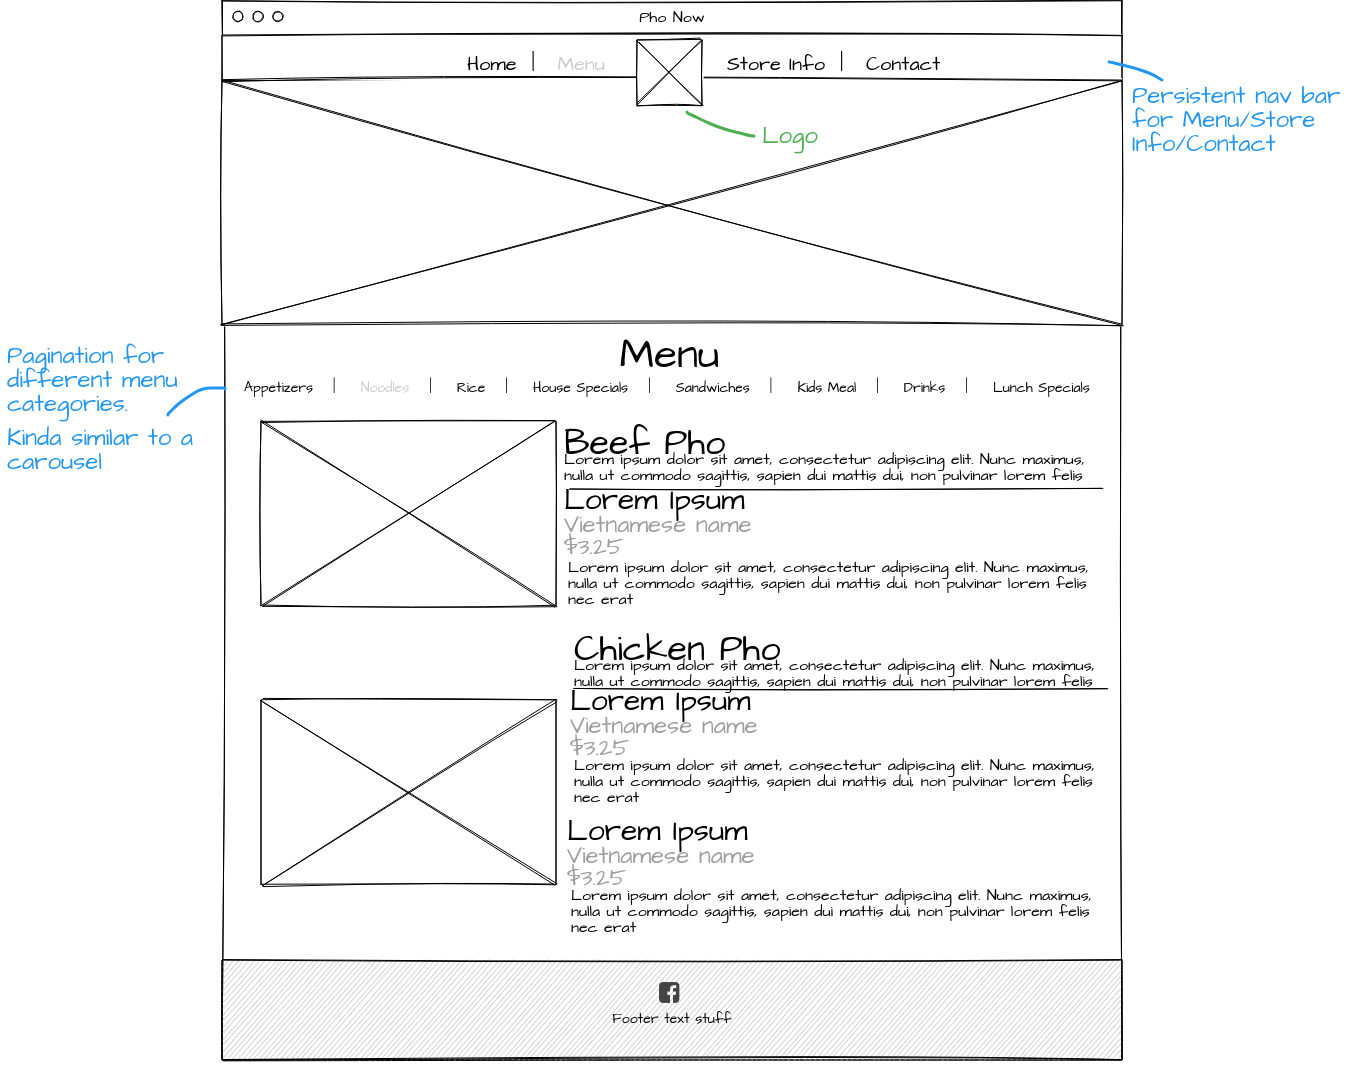 Pho Now
Home Menu Store Info Contact
Persistent nav bar
for Menu/Store
Info/Contact
Logo
Pagination for
different menu
categories.
Kinda similar to a
carousel
Menu
Appetizers Noodles Rice House Specials Sandwiches Kids Meal Drinks Lunch Specials
Beef Pho
Lorem ipsum dolor sit amet, consectetur adipiscing elit. Nunc maximus,
nulla ut commodo sagittis, sapien dui mattis dui, non pulvinar lorem felis
Lorem Ipsum
Vietnamese name
$3.25
Lorem ipsum dolor sit amet, consectetur adipiscing elit. Nunc maximus,
nulla ut commodo sagittis, sapien dui mattis dui, non pulvinar lorem felis
nec erat
Chicken Pho
Lorem ipsum dolor sit amet, consectetur adipiscing elit. Nunc maximus,
nulla ut commodo sagittis, sapien dui mattis dui, non pulvinar lorem felis
Lorem Ipsum
Vietnamese name
$3.25
Lorem ipsum dolor sit amet, consectetur adipiscing elit. Nunc maximus,
nulla ut commodo sagittis, sapien dui mattis dui, non pulvinar lorem felis
nec erat
Lorem Ipsum
Vietnamese name
$3.25
Lorem ipsum dolor sit amet, consectetur adipiscing elit. Nunc maximus,
nulla ut commodo sagittis, sapien dui mattis dui, non pulvinar lorem felis
nec erat
Footer text stuff